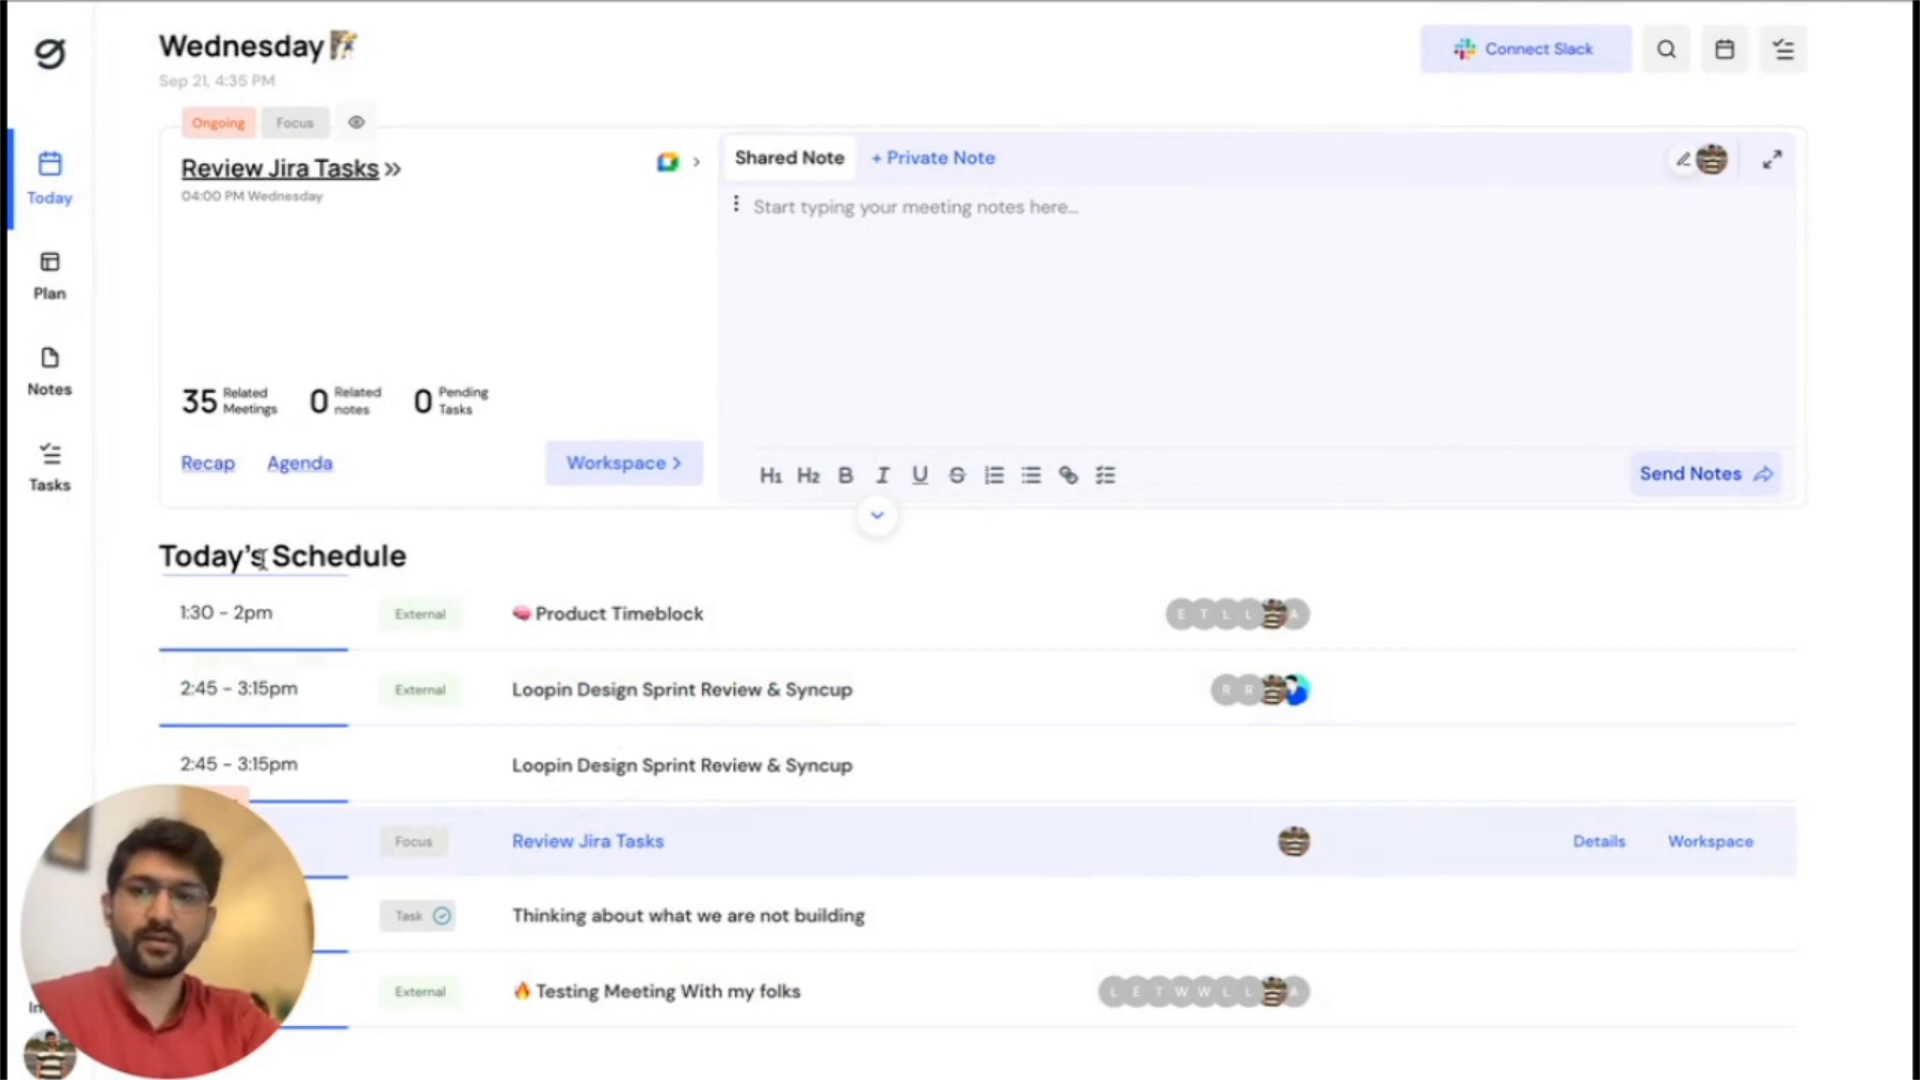 Wednesday
Sep 21, 4:35 PM
Connect Slack
Ongoing
Focus
Review Jira Tasks »
04:00 PM Wednesday
Shared Note
+ Private Note
Start typing your meeting notes here...
35 Related Meetings
0 Related notes
0 Pending Tasks
Recap
Agenda
Workspace >
H1 H2 B I U S
Send Notes
Today
Plan
Notes
Tasks
Today's Schedule
1:30 - 2pm External Product Timeblock E T L L A
2:45 - 3:15pm External Loopin Design Sprint Review & Syncup R R
2:45 - 3:15pm Loopin Design Sprint Review & Syncup
Focus Review Jira Tasks Details Workspace
Task Thinking about what we are not building
External Testing Meeting With my folks L E T W W L L A